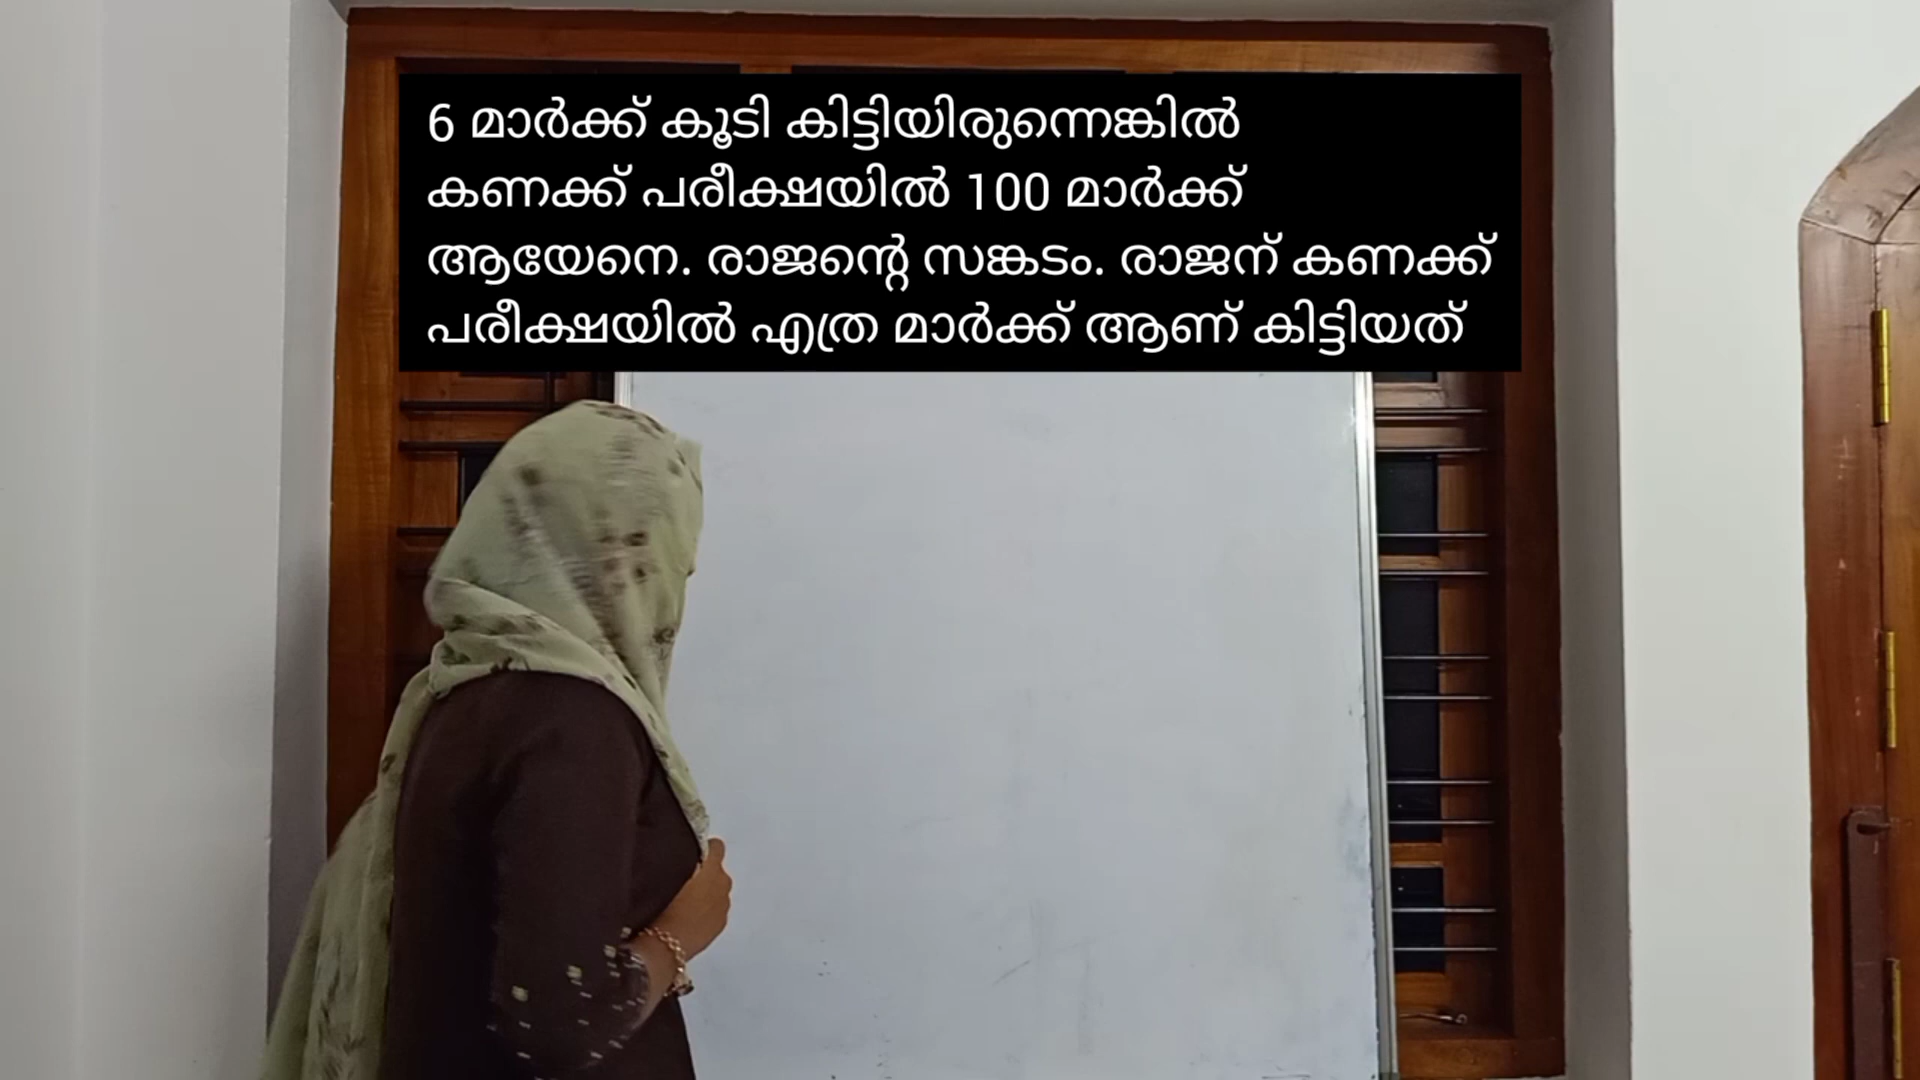 6 മാർക്ക് കൂടി കിട്ടിയിരുന്നെങ്കിൽ
കണക്ക് പരീക്ഷയിൽ 100 മാർക്ക്
ആയേനെ. രാജന്റെ സങ്കടം. രാജന് കണക്ക്
പരീക്ഷയിൽ എത്ര മാർക്ക് ആണ് കിട്ടിയത്